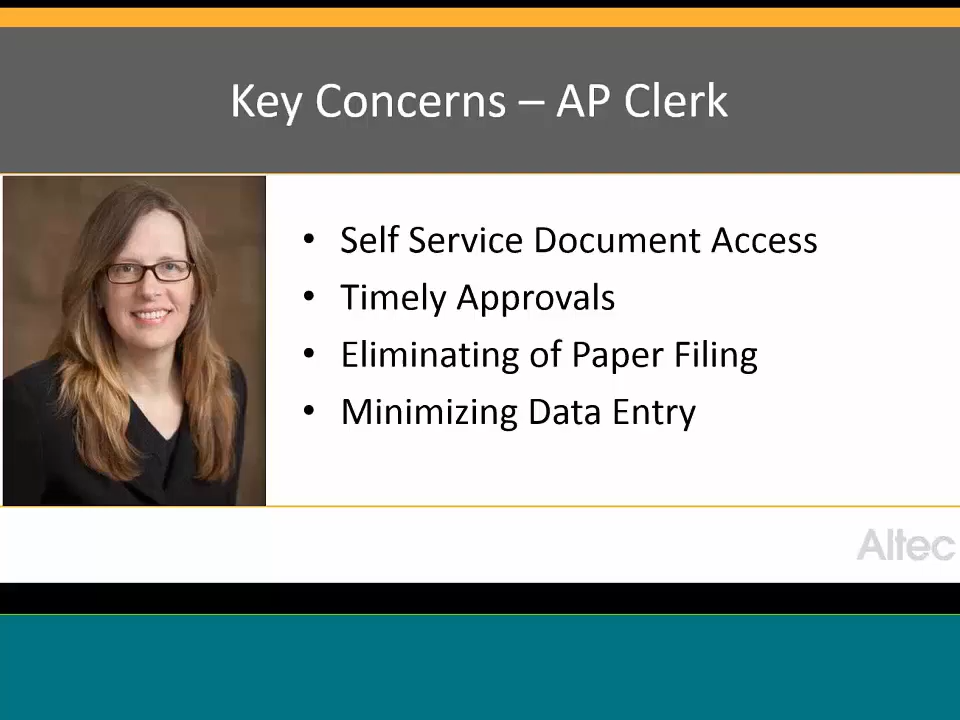 Key Concerns – AP Clerk
• Self Service Document Access
• Timely Approvals
• Eliminating of Paper Filing
• Minimizing Data Entry
Altec